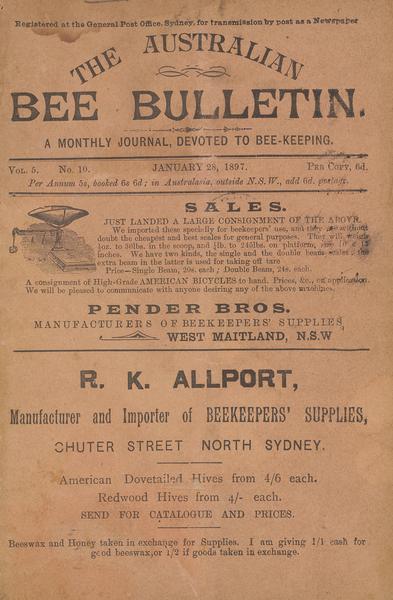 Registered at the General Post Office, Sydney, for transmission by post as a Newspaper
THE AUSTRALIAN
BEE BULLETIN.
A MONTHLY JOURNAL, DEVOTED TO BEE-KEEPING.
VOL. 5. No. 10. JANUARY 28, 1897. PER COPY, 6d.
Per Annum 5s, booked 6s 6d; in Australasia, outside N.S.W., add 6d. postage.
SALES.
JUST LANDED A LARGE CONSIGNMENT OF THE ABOVE.
We imported these specially for beekeepers' use, and they are without
doubt the cheapest and best scales for general purposes. They will weigh
½oz. to 36lbs. in the scoop, and ½lb. to 245lbs. on platform, 10
inches. We have two kinds, the single and the double beam scales; the
extra beam in the latter is used for taking off tare
Price—Single Beam, 20s. each; Double Beam, 24s. each.
A consignment of High-Grade AMERICAN BICYCLES to hand. Prices, &c., on application.
We will be pleased to communicate with anyone desiring any of the above machines.
PENDER BROS.
MANUFACTURERS OF BEEKEEPERS' SUPPLIES,
WEST MAITLAND, N.S.W
R. K. ALLPORT,
Manufacturer and Importer of BEEKEEPERS' SUPPLIES,
CHUTER STREET NORTH SYDNEY.
American Dovetailed Hives from 4/6 each.
Redwood Hives from 4/- each.
SEND FOR CATALOGUE AND PRICES.
Beeswax and Honey taken in exchange for Supplies. I am giving 1/1 cash for
good beeswax, or 1/2 if goods taken in exchange.